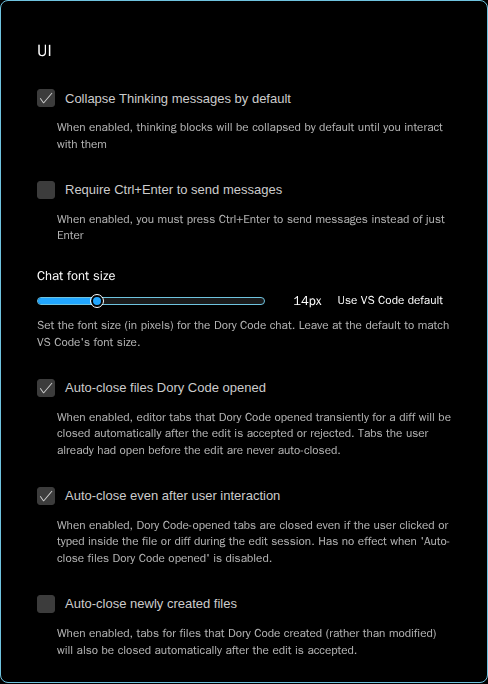 UI
Collapse Thinking messages by default
When enabled, thinking blocks will be collapsed by default until you interact
with them
Require Ctrl+Enter to send messages
When enabled, you must press Ctrl+Enter to send messages instead of just
Enter
Chat font size
14px Use VS Code default
Set the font size (in pixels) for the Dory Code chat. Leave at the default to match
VS Code's font size.
Auto-close files Dory Code opened
When enabled, editor tabs that Dory Code opened transiently for a diff will be
closed automatically after the edit is accepted or rejected. Tabs the user
already had open before the edit are never auto-closed.
Auto-close even after user interaction
When enabled, Dory Code-opened tabs are closed even if the user clicked or
typed inside the file or diff during the edit session. Has no effect when "Auto-
close files Dory Code opened" is disabled.
Auto-close newly created files
When enabled, tabs for files that Dory Code created (rather than modified)
will also be closed automatically after the edit is accepted.